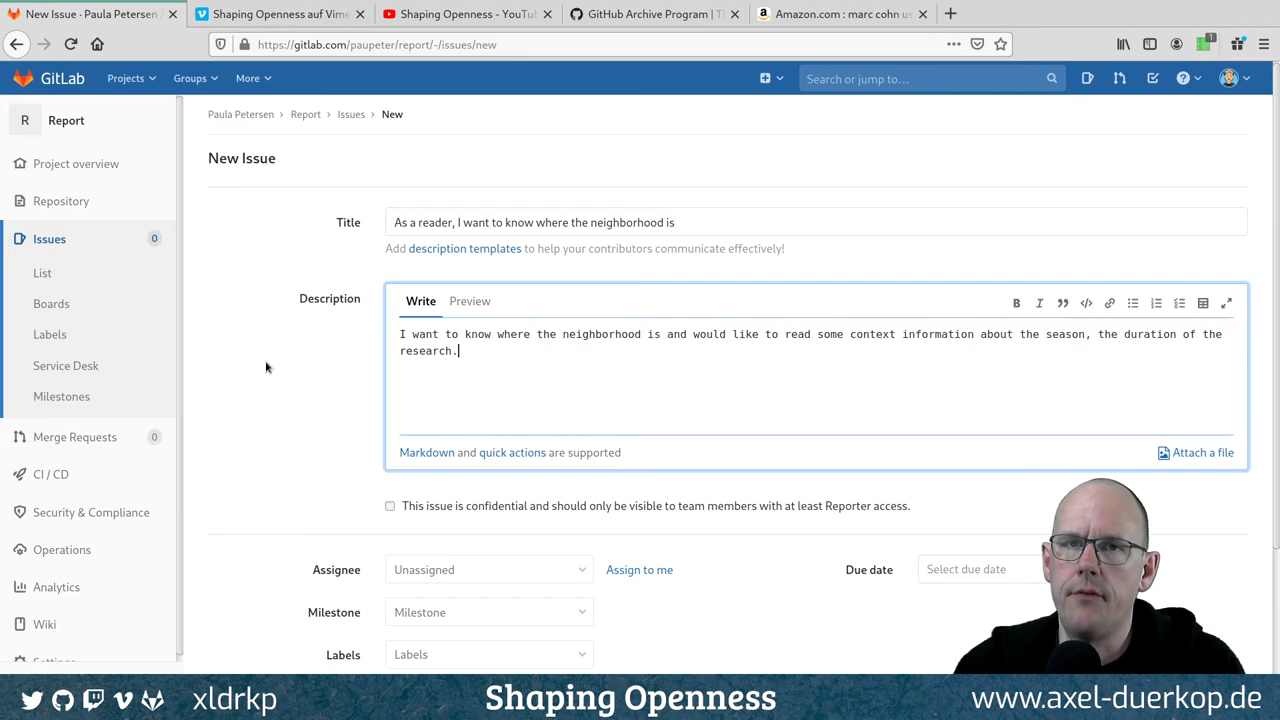 New Issue · Paula Petersen /
Shaping Openness auf Vime
Shaping Openness - YouTu
GitHub Archive Program | Th
Amazon.com : marc cohn us
https://gitlab.com/paupeter/report/-/issues/new
1
GitLab
Projects
Groups
More
Search or jump to…
R
Report
Project overview
Repository
Issues
0
List
Boards
Labels
Service Desk
Milestones
Merge Requests
0
CI / CD
Security & Compliance
Operations
Analytics
Wiki
Settings
Paula Petersen › Report › Issues › New
New Issue
Title
As a reader, I want to know where the neighborhood is
Add description templates to help your contributors communicate effectively!
Description
Write
Preview
B I
I want to know where the neighborhood is and would like to read some context information about the season, the duration of the
research.
Markdown and quick actions are supported
Attach a file
This issue is confidential and should only be visible to team members with at least Reporter access.
Assignee
Unassigned
Assign to me
Due date
Select due date
Milestone
Milestone
Labels
Labels
xldrkp
Shaping Openness
www.axel-duerkop.de